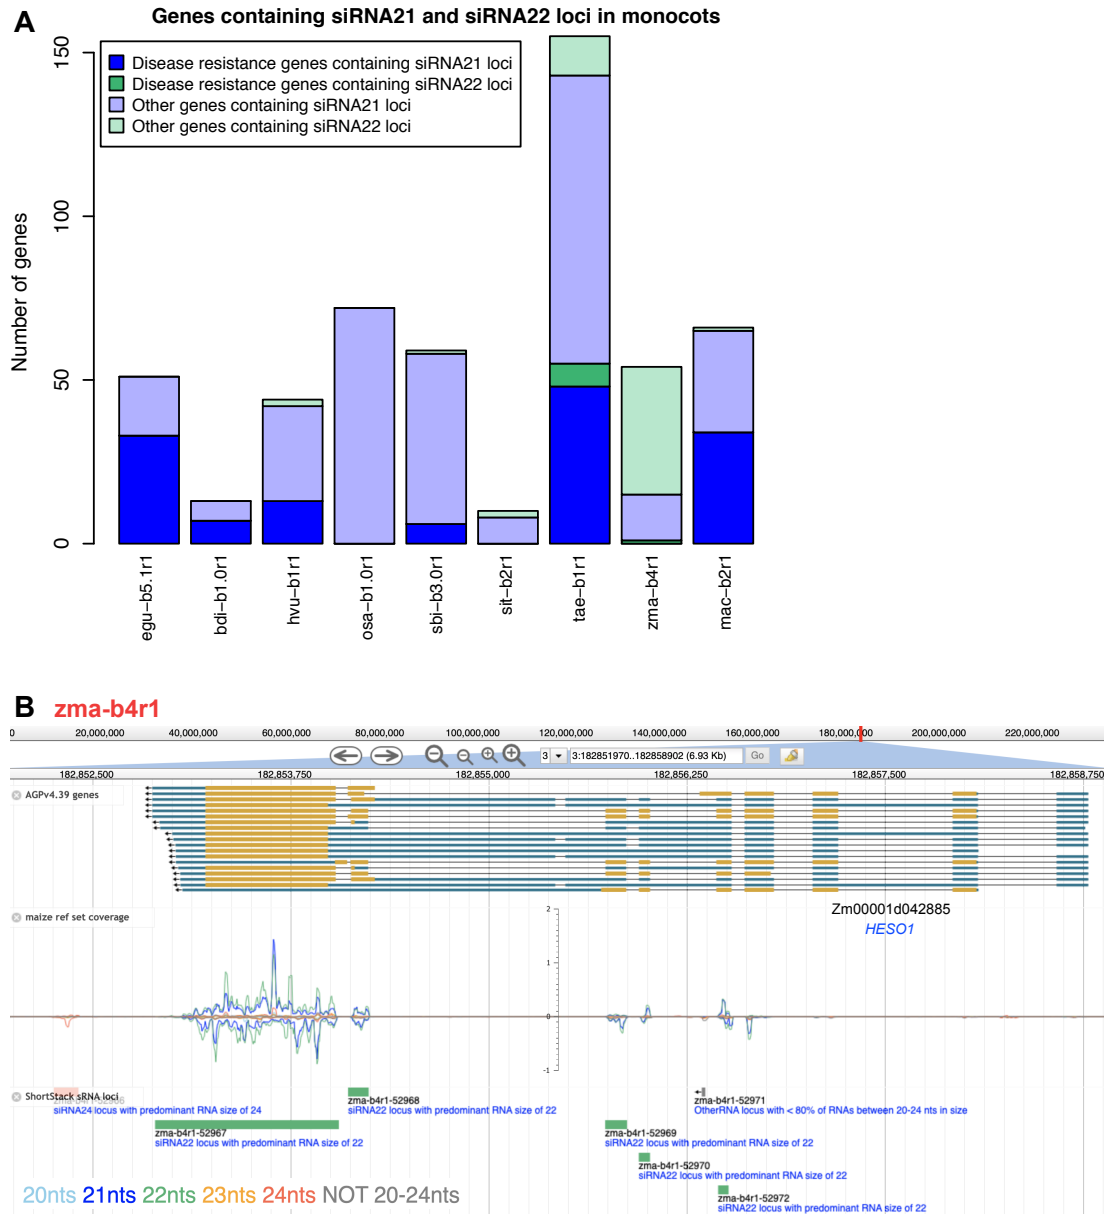 A
Genes containing siRNA21 and siRNA22 loci in monocots
Disease resistance genes containing siRNA21 loci
Disease resistance genes containing siRNA22 loci
Other genes containing siRNA21 loci
Other genes containing siRNA22 loci
Number of genes
150
100
50
0
egu−b5.1r1
bdi−b1.0r1
hvu−b1r1
osa−b1.0r1
sbi−b3.0r1
sit−b2r1
tae−b1r1
zma−b4r1
mac−b2r1
B zma-b4r1
0 20,000,000 40,000,000 60,000,000 80,000,000 100,000,000 120,000,000 140,000,000 160,000,000 180,000,000 200,000,000 220,000,000
3 3:182851970..182858902 (6.93 Kb) Go
182,852,500 182,853,750 182,855,000 182,856,250 182,857,500 182,858,750
AGPv4.39 genes
maize ref set coverage
2
1
0
-1
Zm00001d042885
HESO1
ShortStack sRNA loci
siRNA24 locus with predominant RNA size of 24
zma-b4r1-52968
siRNA22 locus with predominant RNA size of 22
zma-b4r1-52971
OtherRNA locus with < 80% of RNAs between 20-24 nts in size
zma-b4r1-52967
siRNA22 locus with predominant RNA size of 22
zma-b4r1-52969
siRNA22 locus with predominant RNA size of 22
zma-b4r1-52970
siRNA22 locus with predominant RNA size of 22
zma-b4r1-52972
siRNA22 locus with predominant RNA size of 22
20nts 21nts 22nts 23nts 24nts NOT 20-24nts